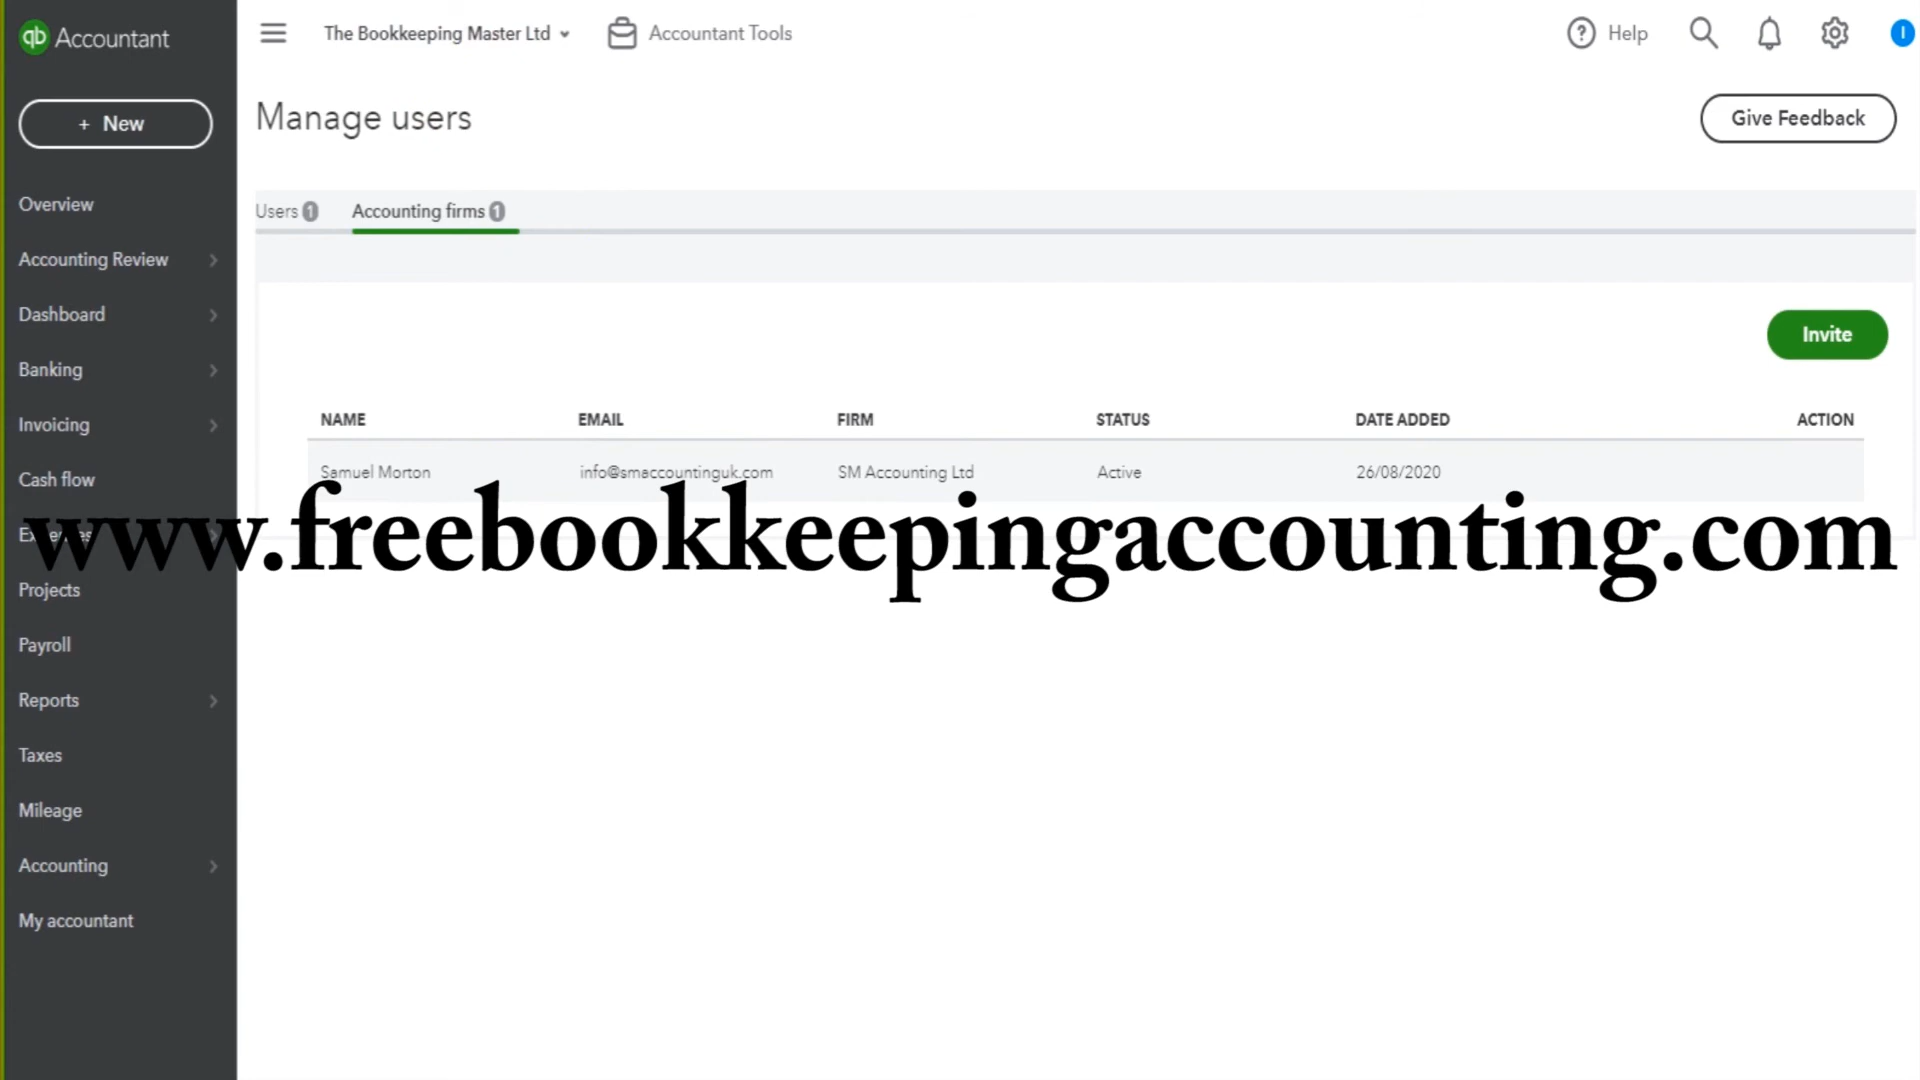 qb Accountant
The Bookkeeping Master Ltd
Accountant Tools
? Help
I
+ New
Manage users
Give Feedback
Overview
Users 1
Accounting firms 1
Accounting Review
Dashboard
Invite
Banking
Invoicing
NAME EMAIL FIRM STATUS DATE ADDED ACTION
Cash flow
Samuel Morton info@smaccountinguk.com SM Accounting Ltd Active 26/08/2020
www.freebookkeepingaccounting.com
Projects
Payroll
Reports
Taxes
Mileage
Accounting
My accountant